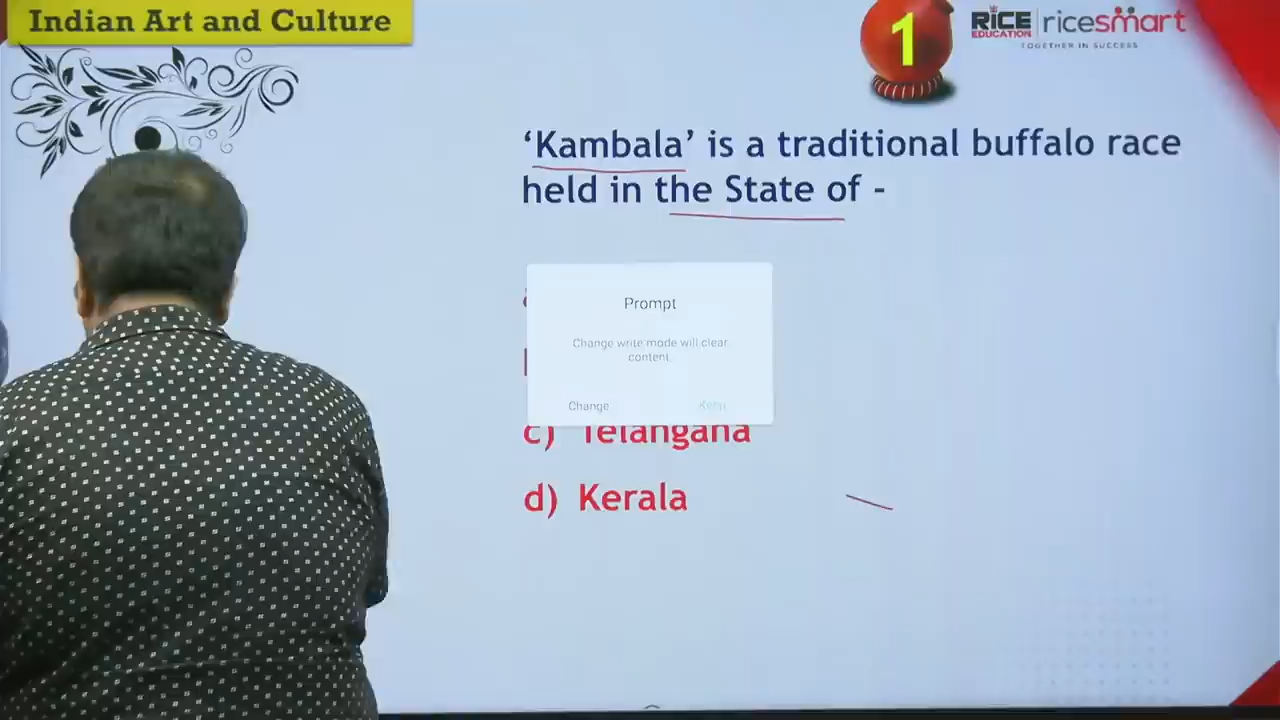 Indian Art and Culture
1
RICE
EDUCATION
ricesmart
TOGETHER IN SUCCESS
‘Kambala’ is a traditional buffalo race
held in the State of -
Prompt
Change write mode will clear
content.
Change Keep
c) Telangana
d) Kerala